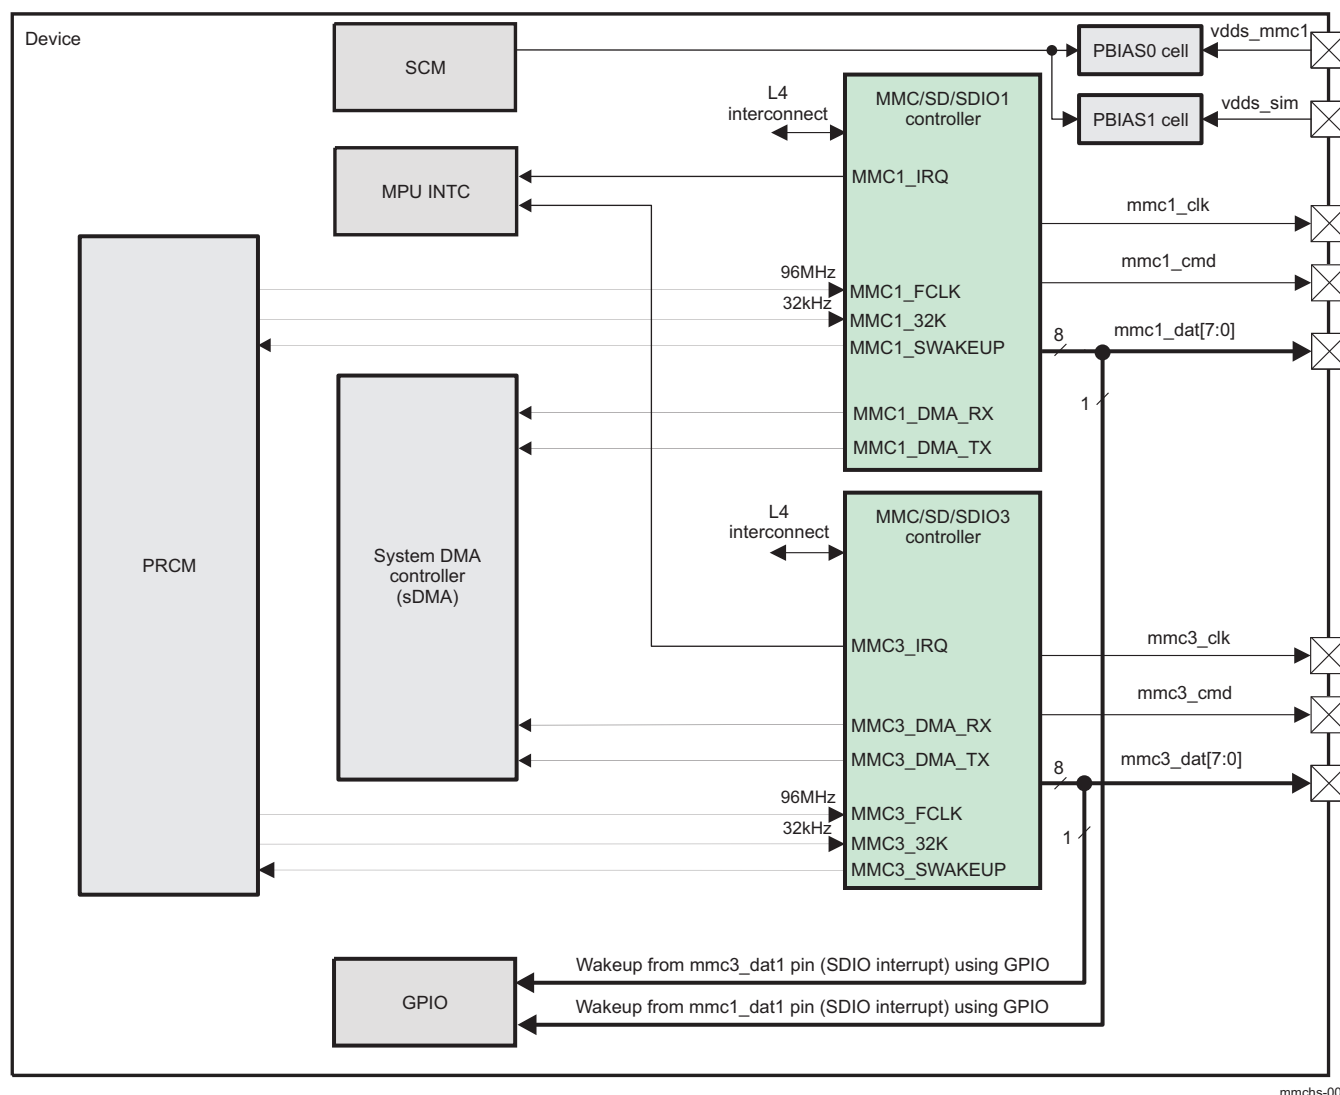 Device
SCM
PBIAS0 cell
vdds_mmc1
PBIAS1 cell
vdds_sim
L4
interconnect
MMC/SD/SDIO1
controller
MPU INTC
MMC1_IRQ
mmc1_clk
mmc1_cmd
96MHz
MMC1_FCLK
32kHz
MMC1_32K
MMC1_SWAKEUP
8
mmc1_dat[7:0]
1
MMC1_DMA_RX
MMC1_DMA_TX
L4
interconnect
MMC/SD/SDIO3
controller
PRCM
System DMA
controller
(sDMA)
MMC3_IRQ
mmc3_clk
mmc3_cmd
MMC3_DMA_RX
MMC3_DMA_TX
8
mmc3_dat[7:0]
96MHz
MMC3_FCLK
32kHz
MMC3_32K
1
MMC3_SWAKEUP
Wakeup from mmc3_dat1 pin (SDIO interrupt) using GPIO
GPIO
Wakeup from mmc1_dat1 pin (SDIO interrupt) using GPIO
mmchs-00